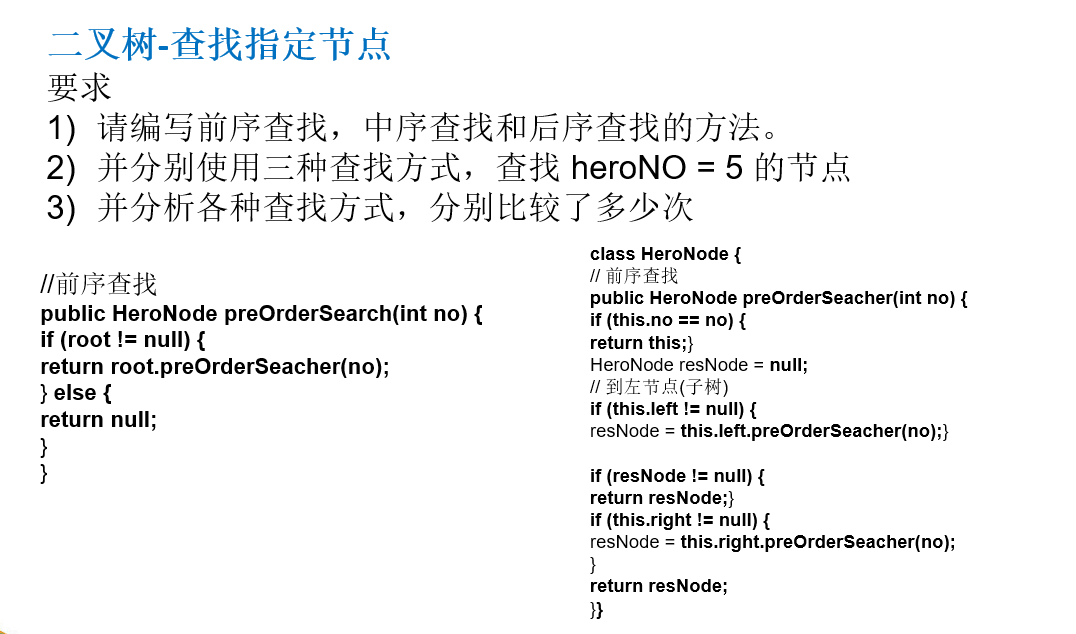 二叉树-查找指定节点
要求
1) 请编写前序查找，中序查找和后序查找的方法。
2) 并分别使用三种查找方式，查找 heroNO = 5 的节点
3) 并分析各种查找方式，分别比较了多少次
//前序查找
public HeroNode preOrderSearch(int no) {
if (root != null) {
return root.preOrderSeacher(no);
} else {
return null;
}
}
class HeroNode {
// 前序查找
public HeroNode preOrderSeacher(int no) {
if (this.no == no) {
return this;}
HeroNode resNode = null;
// 到左节点(子树)
if (this.left != null) {
resNode = this.left.preOrderSeacher(no);}
if (resNode != null) {
return resNode;}
if (this.right != null) {
resNode = this.right.preOrderSeacher(no);
}
return resNode;
}}